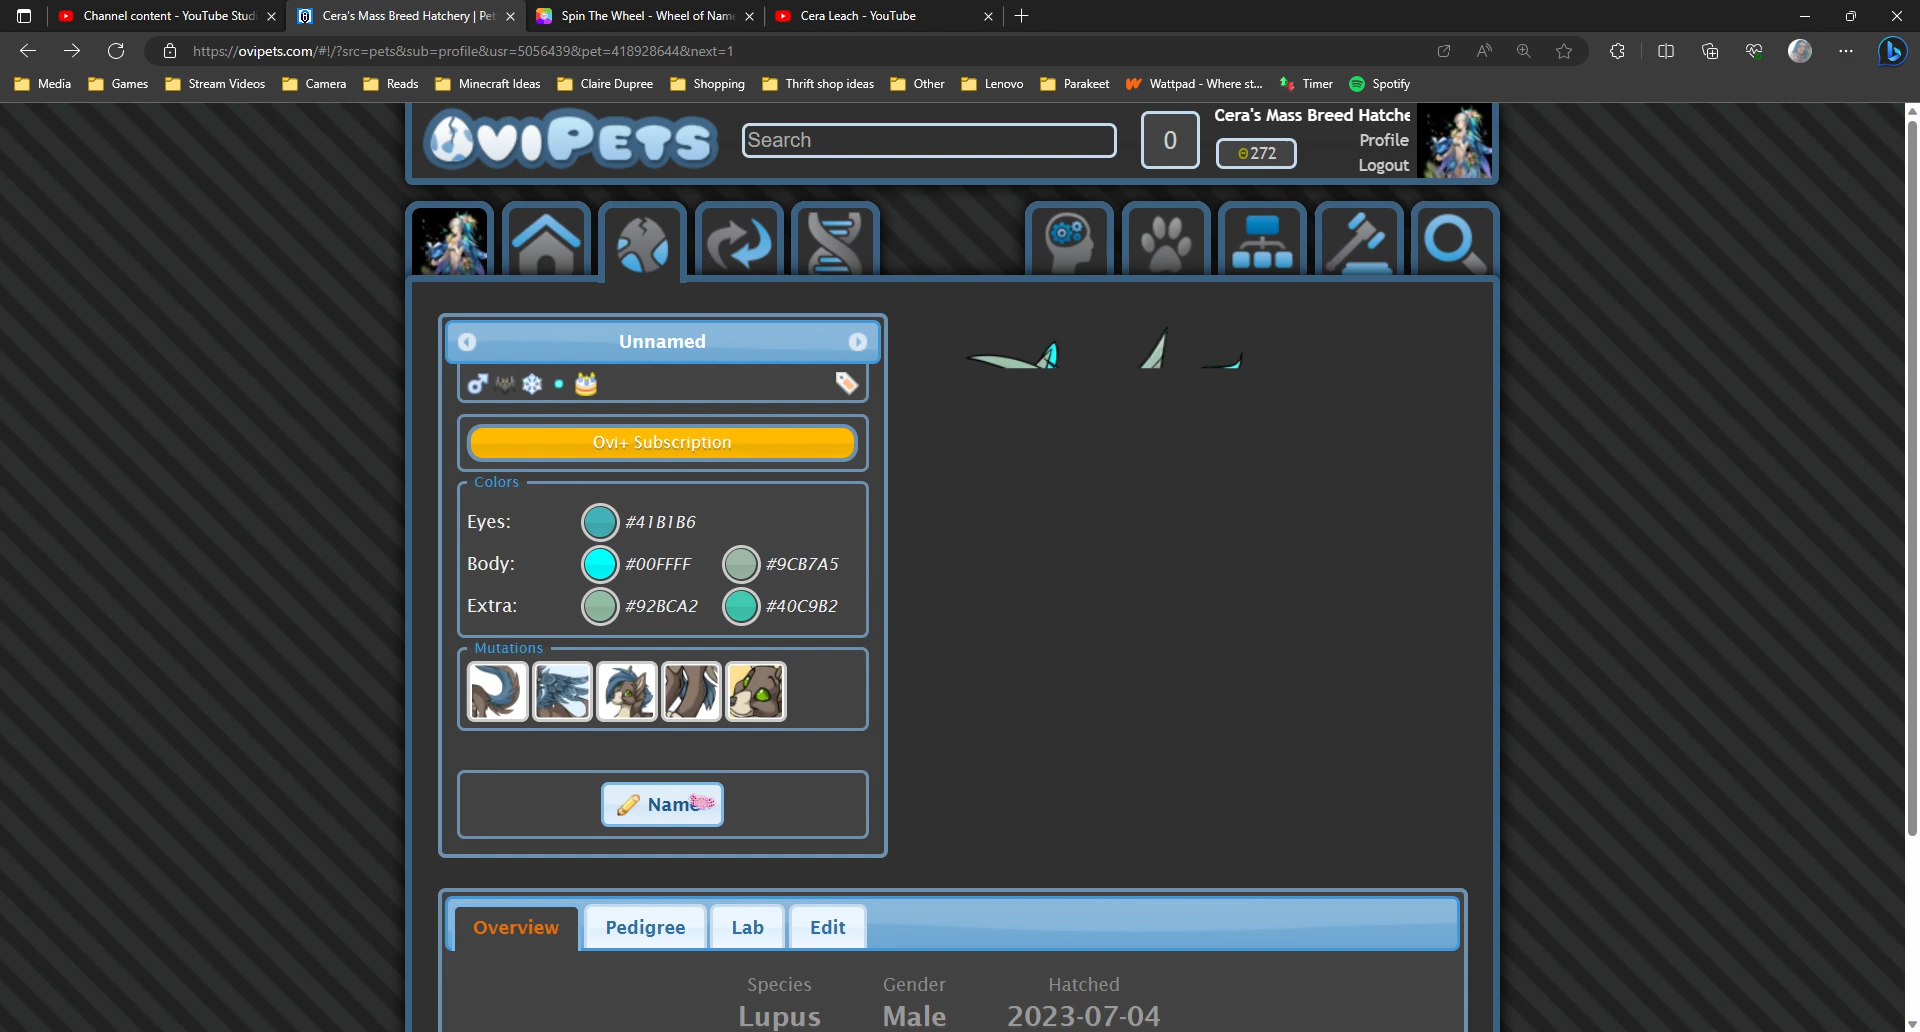 Channel content - YouTube Studi
Cera's Mass Breed Hatchery | Pet
Spin The Wheel - Wheel of Name
Cera Leach - YouTube
https://ovipets.com/#!/?src=pets&sub=profile&usr=5056439&pet=418928644&next=1
Media
Games
Stream Videos
Camera
Reads
Minecraft Ideas
Claire Dupree
Shopping
Thrift shop ideas
Other
Lenovo
Parakeet
Wattpad - Where st...
Timer
Spotify
OviPets
Search
0
Cera's Mass Breed Hatche
272
Profile
Logout
Unnamed
Ovi+ Subscription
Colors
Eyes: #41B1B6
Body: #00FFFF #9CB7A5
Extra: #92BCA2 #40C9B2
Mutations
Name
Overview Pedigree Lab Edit
Species Gender Hatched
Lupus Male 2023-07-04